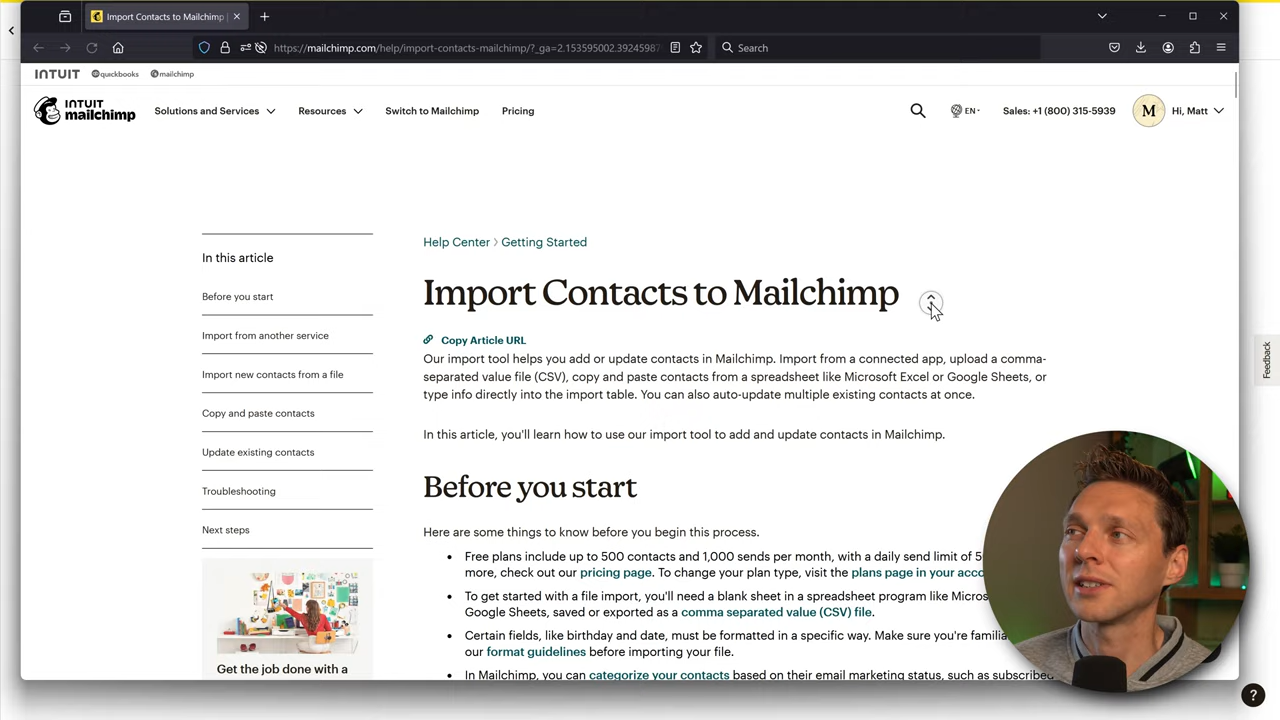 Import Contacts to Mailchimp |
https://mailchimp.com/help/import-contacts-mailchimp/?_ga=2.153595002.39245987
Search
INTUIT quickbooks mailchimp
INTUIT
mailchimp
Solutions and Services
Resources
Switch to Mailchimp
Pricing
EN
Sales: +1 (800) 315-5939
M
Hi, Matt
In this article
Before you start
Import from another service
Import new contacts from a file
Copy and paste contacts
Update existing contacts
Troubleshooting
Next steps
Get the job done with a
Help Center > Getting Started
Import Contacts to Mailchimp
Copy Article URL
Our import tool helps you add or update contacts in Mailchimp. Import from a connected app, upload a comma-
separated value file (CSV), copy and paste contacts from a spreadsheet like Microsoft Excel or Google Sheets, or
type info directly into the import table. You can also auto-update multiple existing contacts at once.
In this article, you'll learn how to use our import tool to add and update contacts in Mailchimp.
Before you start
Here are some things to know before you begin this process.
Free plans include up to 500 contacts and 1,000 sends per month, with a daily send limit of 5
more, check out our pricing page. To change your plan type, visit the plans page in your acco
To get started with a file import, you'll need a blank sheet in a spreadsheet program like Micros
Google Sheets, saved or exported as a comma separated value (CSV) file.
Certain fields, like birthday and date, must be formatted in a specific way. Make sure you're familia
our format guidelines before importing your file.
In Mailchimp, you can categorize your contacts based on their email marketing status, such as subscribed
Feedback
?